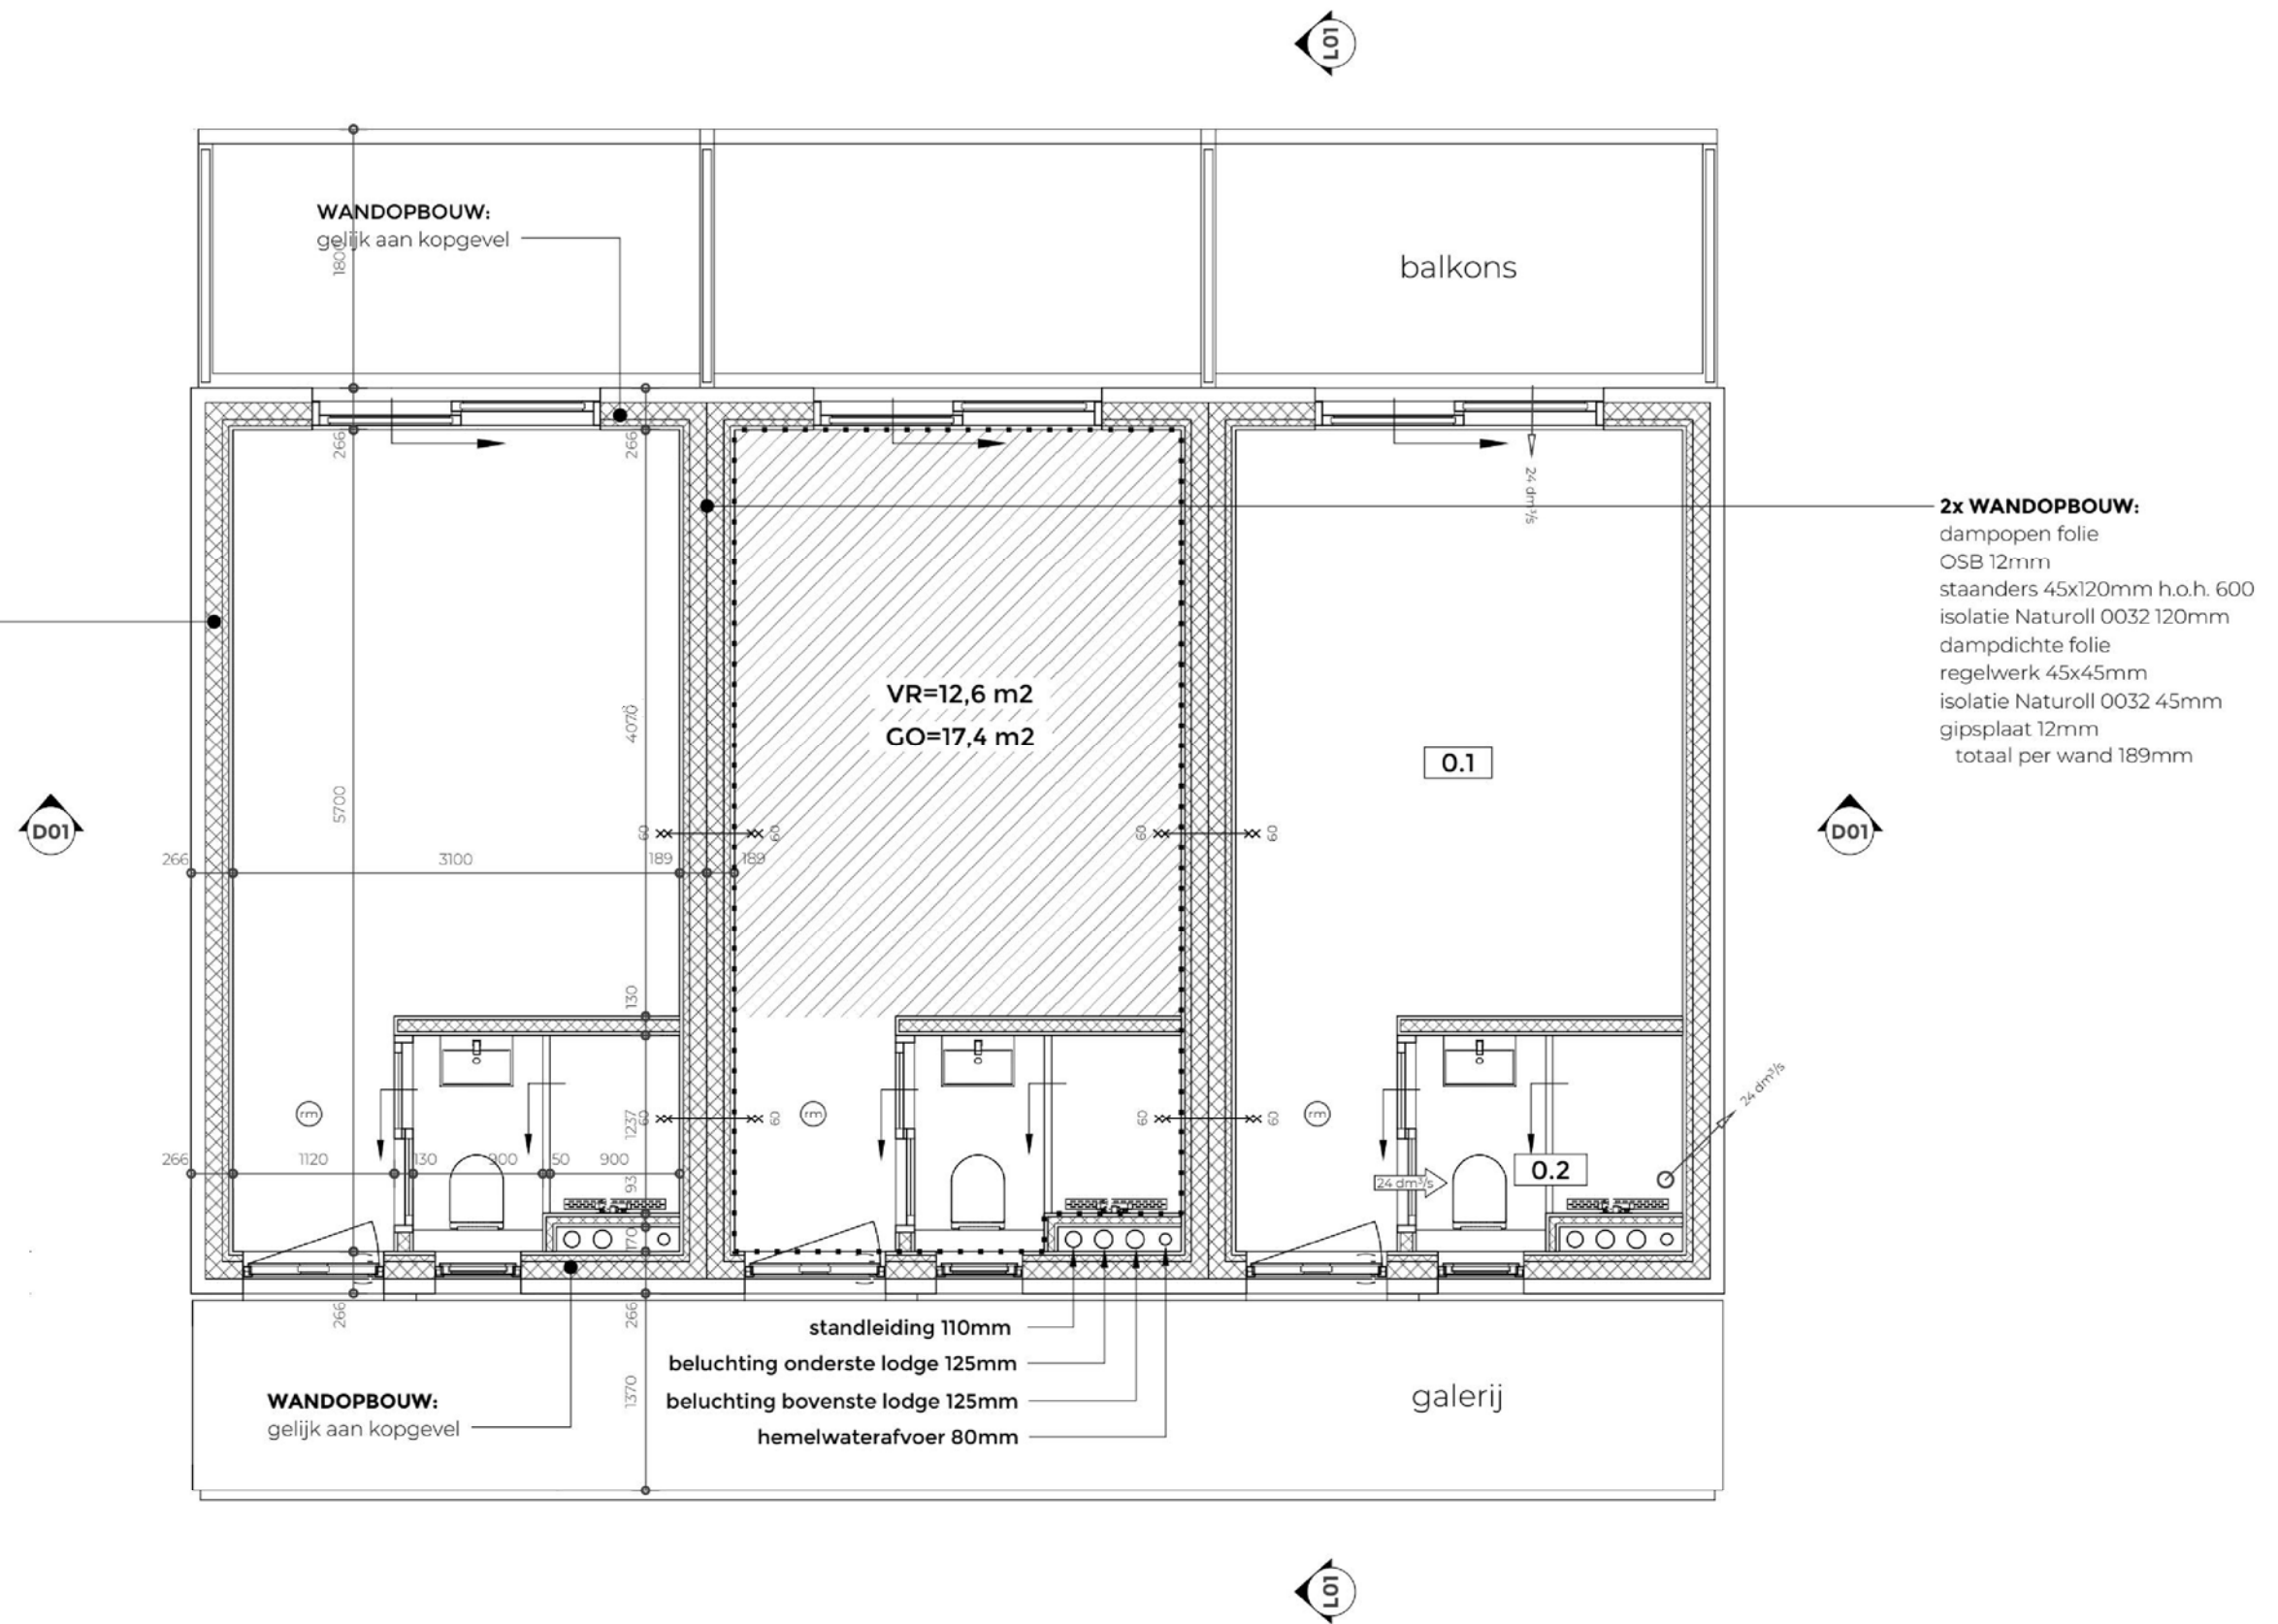 L01
WANDOPBOUW:
gelijk aan kopgevel
1800
balkons
266
266
24 dm³/s
2x WANDOPBOUW:
dampopen folie
OSB 12mm
staanders 45x120mm h.o.h. 600
isolatie Naturoll 0032 120mm
dampdichte folie
regelwerk 45x45mm
isolatie Naturoll 0032 45mm
gipsplaat 12mm
totaal per wand 189mm
VR=12,6 m2
GO=17,4 m2
0.1
5700
D01
60
60
60
60
D01
266
3100
189
189
130
rm
1237
60
60
rm
60
60
rm
24 dm³/s
266
1120
130
900
50
900
93
0.2
24 dm³/s
170
266
266
standleiding 110mm
beluchting onderste lodge 125mm
beluchting bovenste lodge 125mm
hemelwaterafvoer 80mm
1370
WANDOPBOUW:
gelijk aan kopgevel
galerij
L01